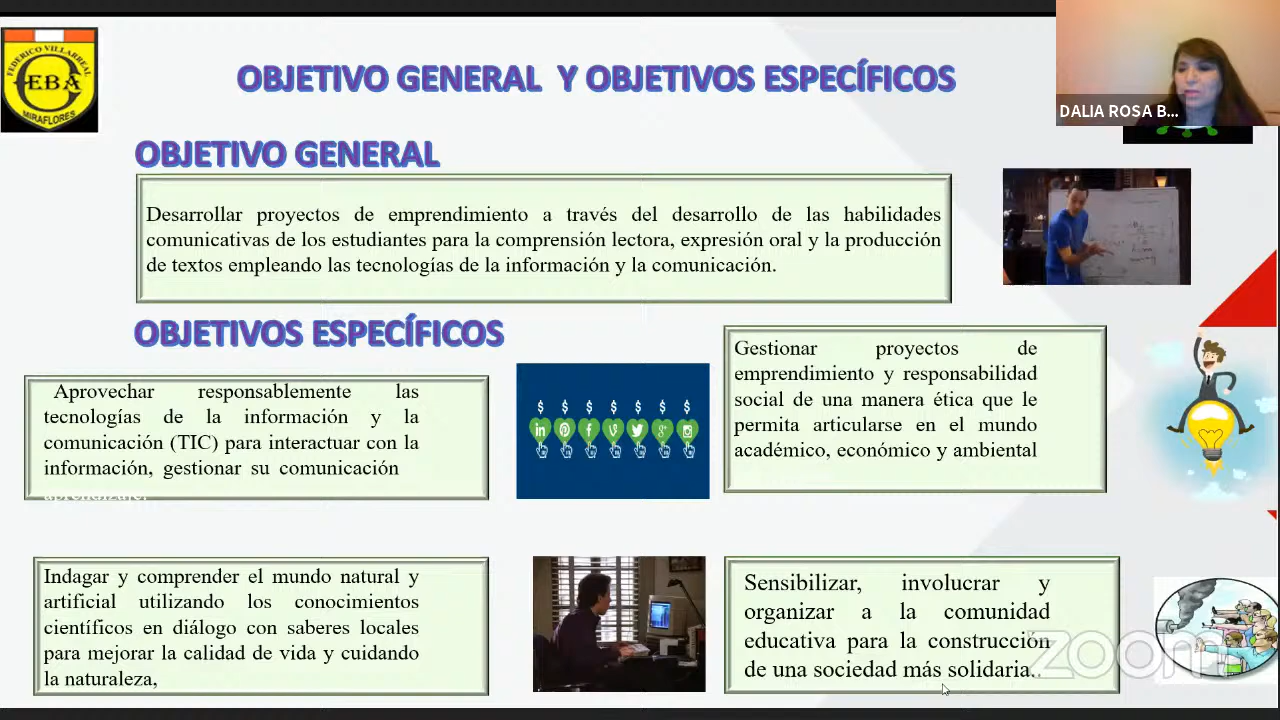 FEDERICO VILLARREAL
CEBA
MIRAFLORES
OBJETIVO GENERAL Y OBJETIVOS ESPECÍFICOS
DALIA ROSA B...
OBJETIVO GENERAL
Desarrollar proyectos de emprendimiento a través del desarrollo de las habilidades
comunicativas de los estudiantes para la comprensión lectora, expresión oral y la producción
de textos empleando las tecnologías de la información y la comunicación.
OBJETIVOS ESPECÍFICOS
Aprovechar responsablemente las
tecnologías de la información y la
comunicación (TIC) para interactuar con la
información, gestionar su comunicación
aprendizaje.
$ $ $ $ $ $ $
Gestionar proyectos de
emprendimiento y responsabilidad
social de una manera ética que le
permita articularse en el mundo
académico, económico y ambiental
Indagar y comprender el mundo natural y
artificial utilizando los conocimientos
científicos en diálogo con saberes locales
para mejorar la calidad de vida y cuidando
la naturaleza,
Sensibilizar, involucrar y
organizar a la comunidad
educativa para la construcción
de una sociedad más solidaria..
zoom